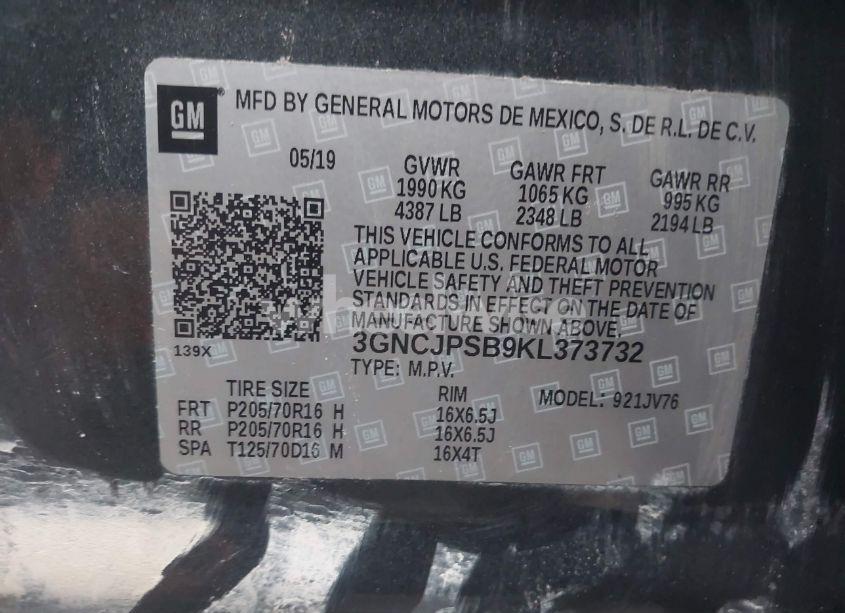 GM MFD BY GENERAL MOTORS DE MEXICO, S. DE R.L. DE C.V.
05/19 GVWR GAWR FRT GAWR RR
1990 KG 1065 KG 995 KG
4387 LB 2348 LB 2194 LB
THIS VEHICLE CONFORMS TO ALL
APPLICABLE U.S. FEDERAL MOTOR
VEHICLE SAFETY AND THEFT PREVENTION
STANDARDS IN EFFECT ON THE DATE OF
MANUFACTURE SHOWN ABOVE.
139X
3GNCJPSB9KL373732
TYPE: M.P.V.
TIRE SIZE RIM MODEL: 921JV76
FRT P205/70R16 H 16X6.5J
RR P205/70R16 H 16X6.5J
SPA T125/70D16 M 16X4T